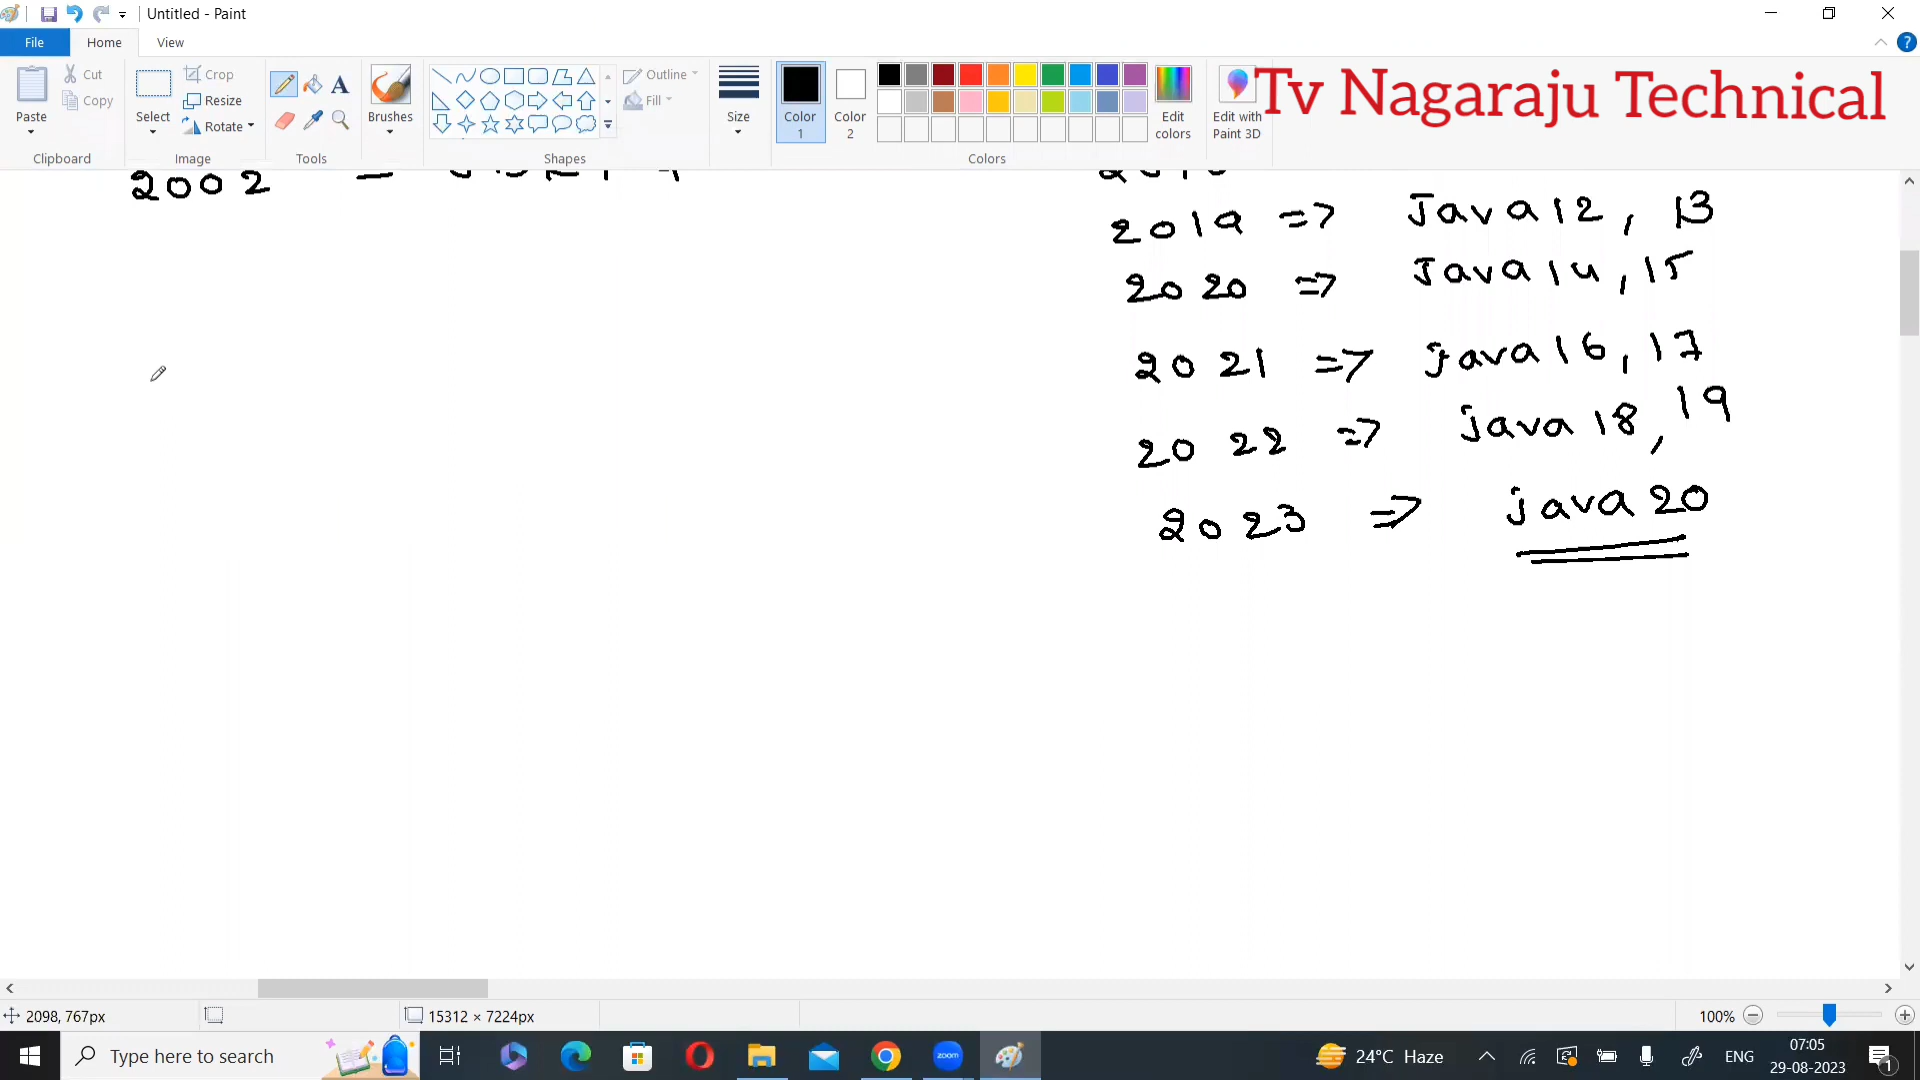 Untitled - Paint
File Home View
Cut
Copy
Paste
Clipboard
Select
Crop
Resize
Rotate
Image
Tools
Brushes
Shapes
Outline
Fill
Size
Color 1
Color 2
Colors
Edit colors
Edit with Paint 3D
Tv Nagaraju Technical
2002
2019 => Java 12, 13
2020 => Java 14, 15
2021 => java 16, 17
2022 => java 18, 19
2023 => java 20
2098, 767px
15312 × 7224px
100%
Type here to search
zoom
24°C Haze
ENG
07:05
29-08-2023
1